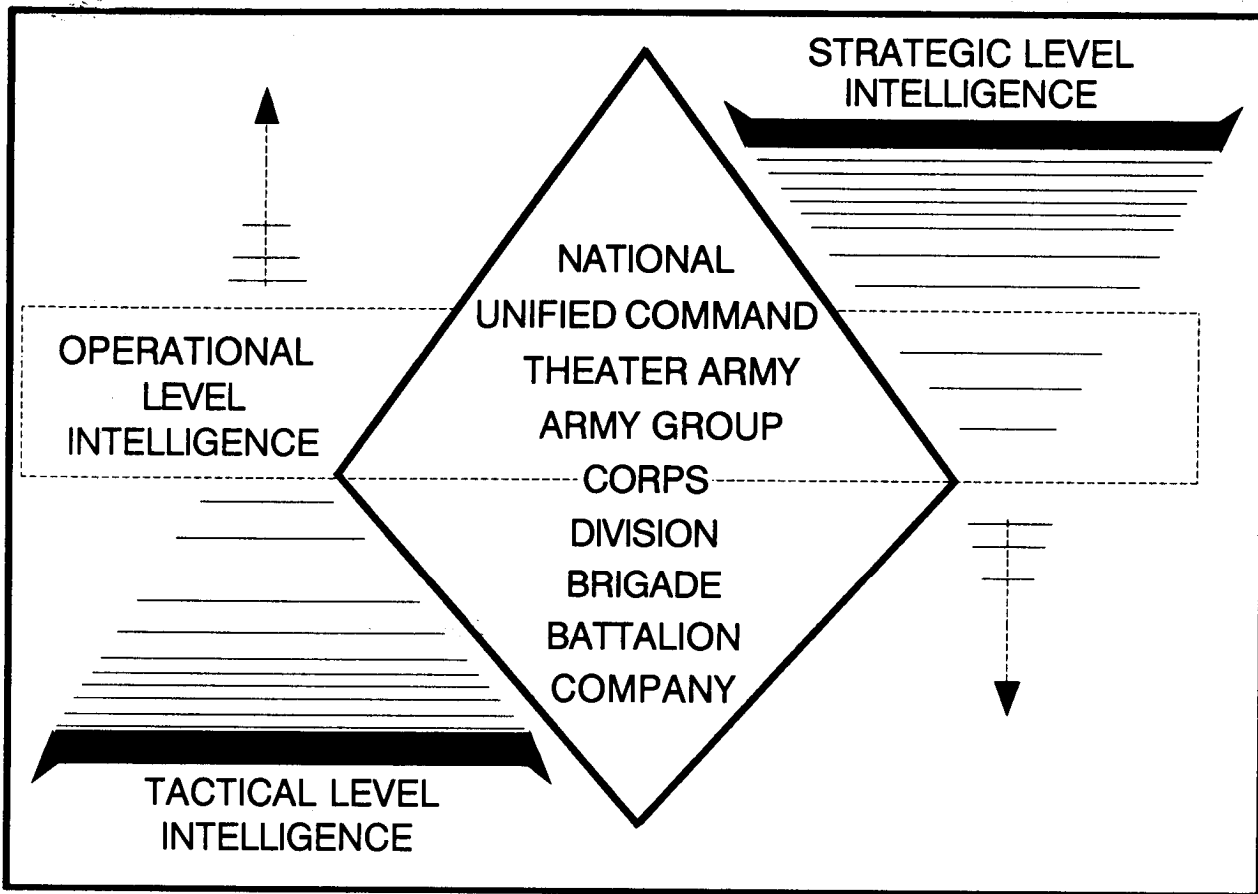 STRATEGIC LEVEL
INTELLIGENCE
NATIONAL
UNIFIED COMMAND
THEATER ARMY
ARMY GROUP
CORPS
DIVISION
BRIGADE
BATTALION
COMPANY
OPERATIONAL
LEVEL
INTELLIGENCE
TACTICAL LEVEL
INTELLIGENCE